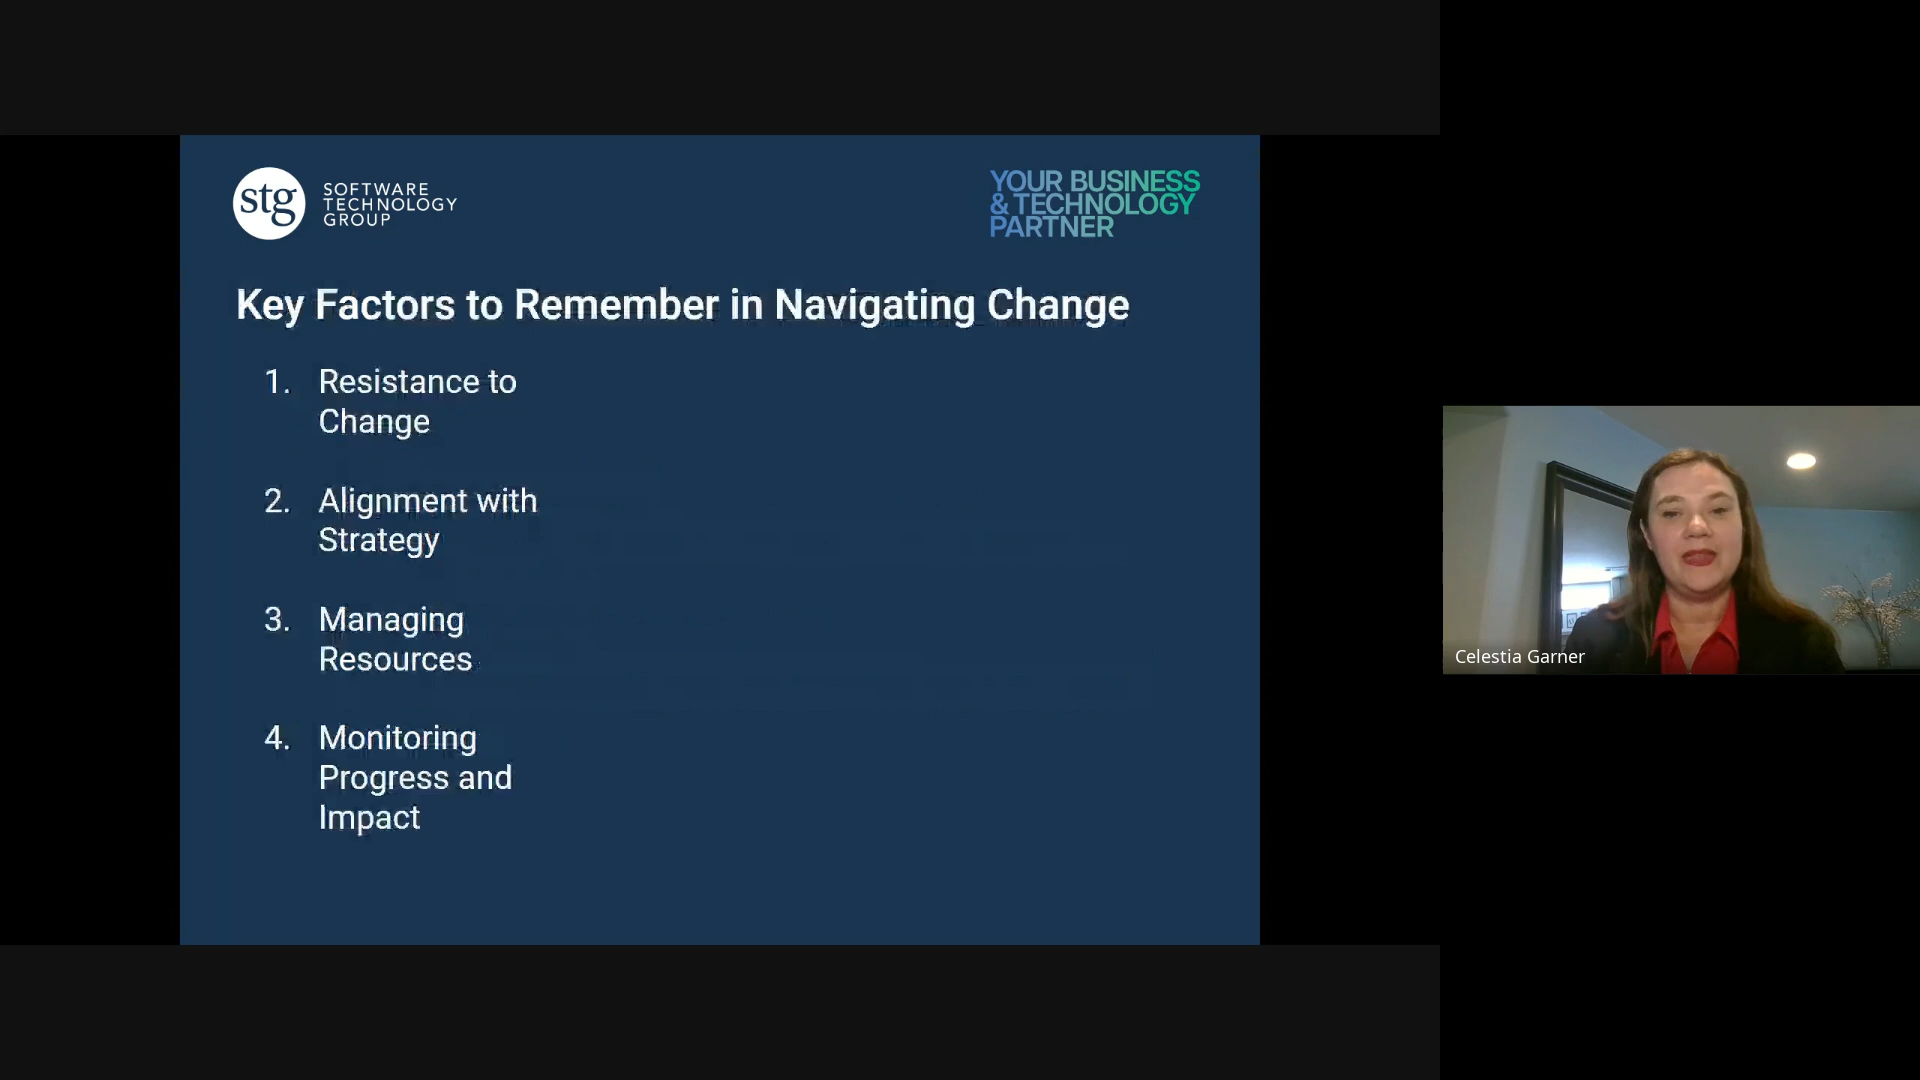 stg
SOFTWARE
TECHNOLOGY
GROUP
YOUR BUSINESS
& TECHNOLOGY
PARTNER
Key Factors to Remember in Navigating Change
1. Resistance to
Change
2. Alignment with
Strategy
3. Managing
Resources
4. Monitoring
Progress and
Impact
Celestia Garner